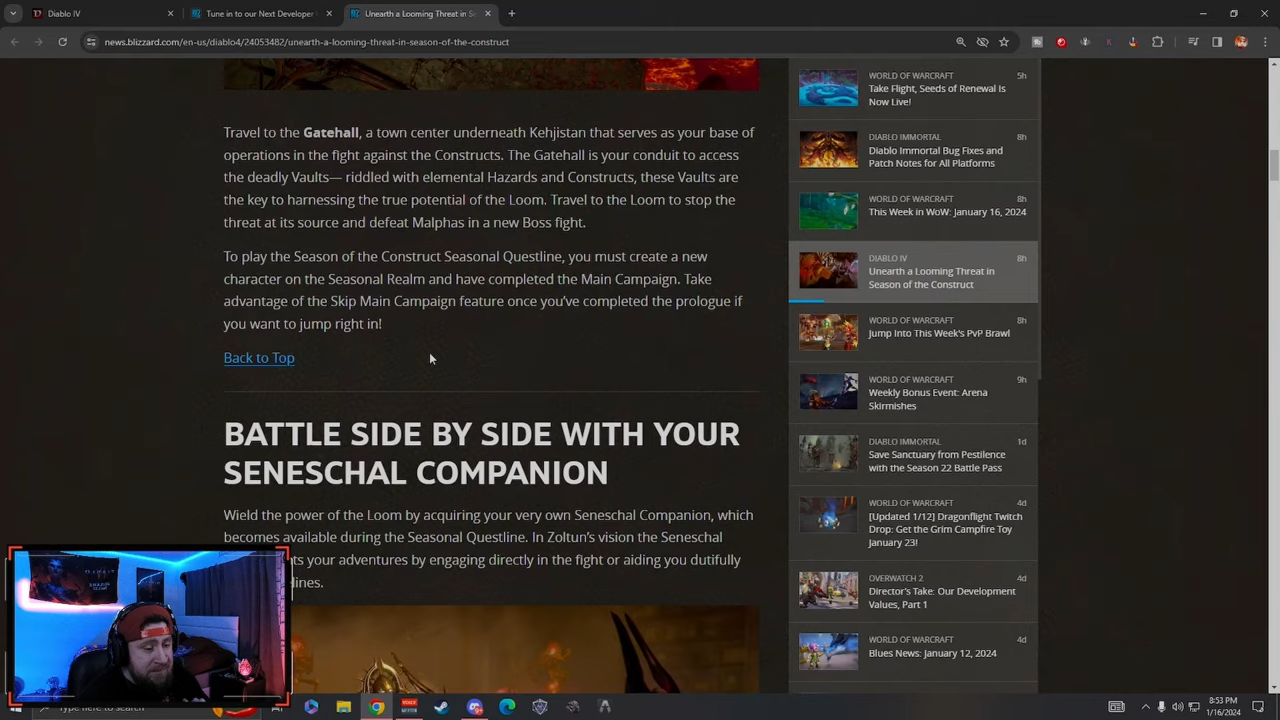 Diablo IV
Tune in to our Next Developer
Unearth a Looming Threat in Se
news.blizzard.com/en-us/diablo4/24053482/unearth-a-looming-threat-in-season-of-the-construct
Travel to the Gatehall, a town center underneath Kehjistan that serves as your base of
operations in the fight against the Constructs. The Gatehall is your conduit to access
the deadly Vaults— riddled with elemental Hazards and Constructs, these Vaults are
the key to harnessing the true potential of the Loom. Travel to the Loom to stop the
threat at its source and defeat Malphas in a new Boss fight.
To play the Season of the Construct Seasonal Questline, you must create a new
character on the Seasonal Realm and have completed the Main Campaign. Take
advantage of the Skip Main Campaign feature once you've completed the prologue if
you want to jump right in!
Back to Top
BATTLE SIDE BY SIDE WITH YOUR
SENESCHAL COMPANION
Wield the power of the Loom by acquiring your very own Seneschal Companion, which
becomes available during the Seasonal Questline. In Zoltun's vision the Seneschal
ts your adventures by engaging directly in the fight or aiding you dutifully
lines.
WORLD OF WARCRAFT 5h
Take Flight, Seeds of Renewal Is
Now Live!
DIABLO IMMORTAL 8h
Diablo Immortal Bug Fixes and
Patch Notes for All Platforms
WORLD OF WARCRAFT 8h
This Week in WoW: January 16, 2024
DIABLO IV 8h
Unearth a Looming Threat in
Season of the Construct
WORLD OF WARCRAFT 8h
Jump Into This Week's PvP Brawl
WORLD OF WARCRAFT 9h
Weekly Bonus Event: Arena
Skirmishes
DIABLO IMMORTAL 1d
Save Sanctuary from Pestilence
with the Season 22 Battle Pass
WORLD OF WARCRAFT 4d
[Updated 1/12] Dragonflight Twitch
Drop: Get the Grim Campfire Toy
January 23!
OVERWATCH 2 4d
Director's Take: Our Development
Values, Part 1
WORLD OF WARCRAFT 4d
Blues News: January 12, 2024
Type here to search
8:53 PM
1/16/2024